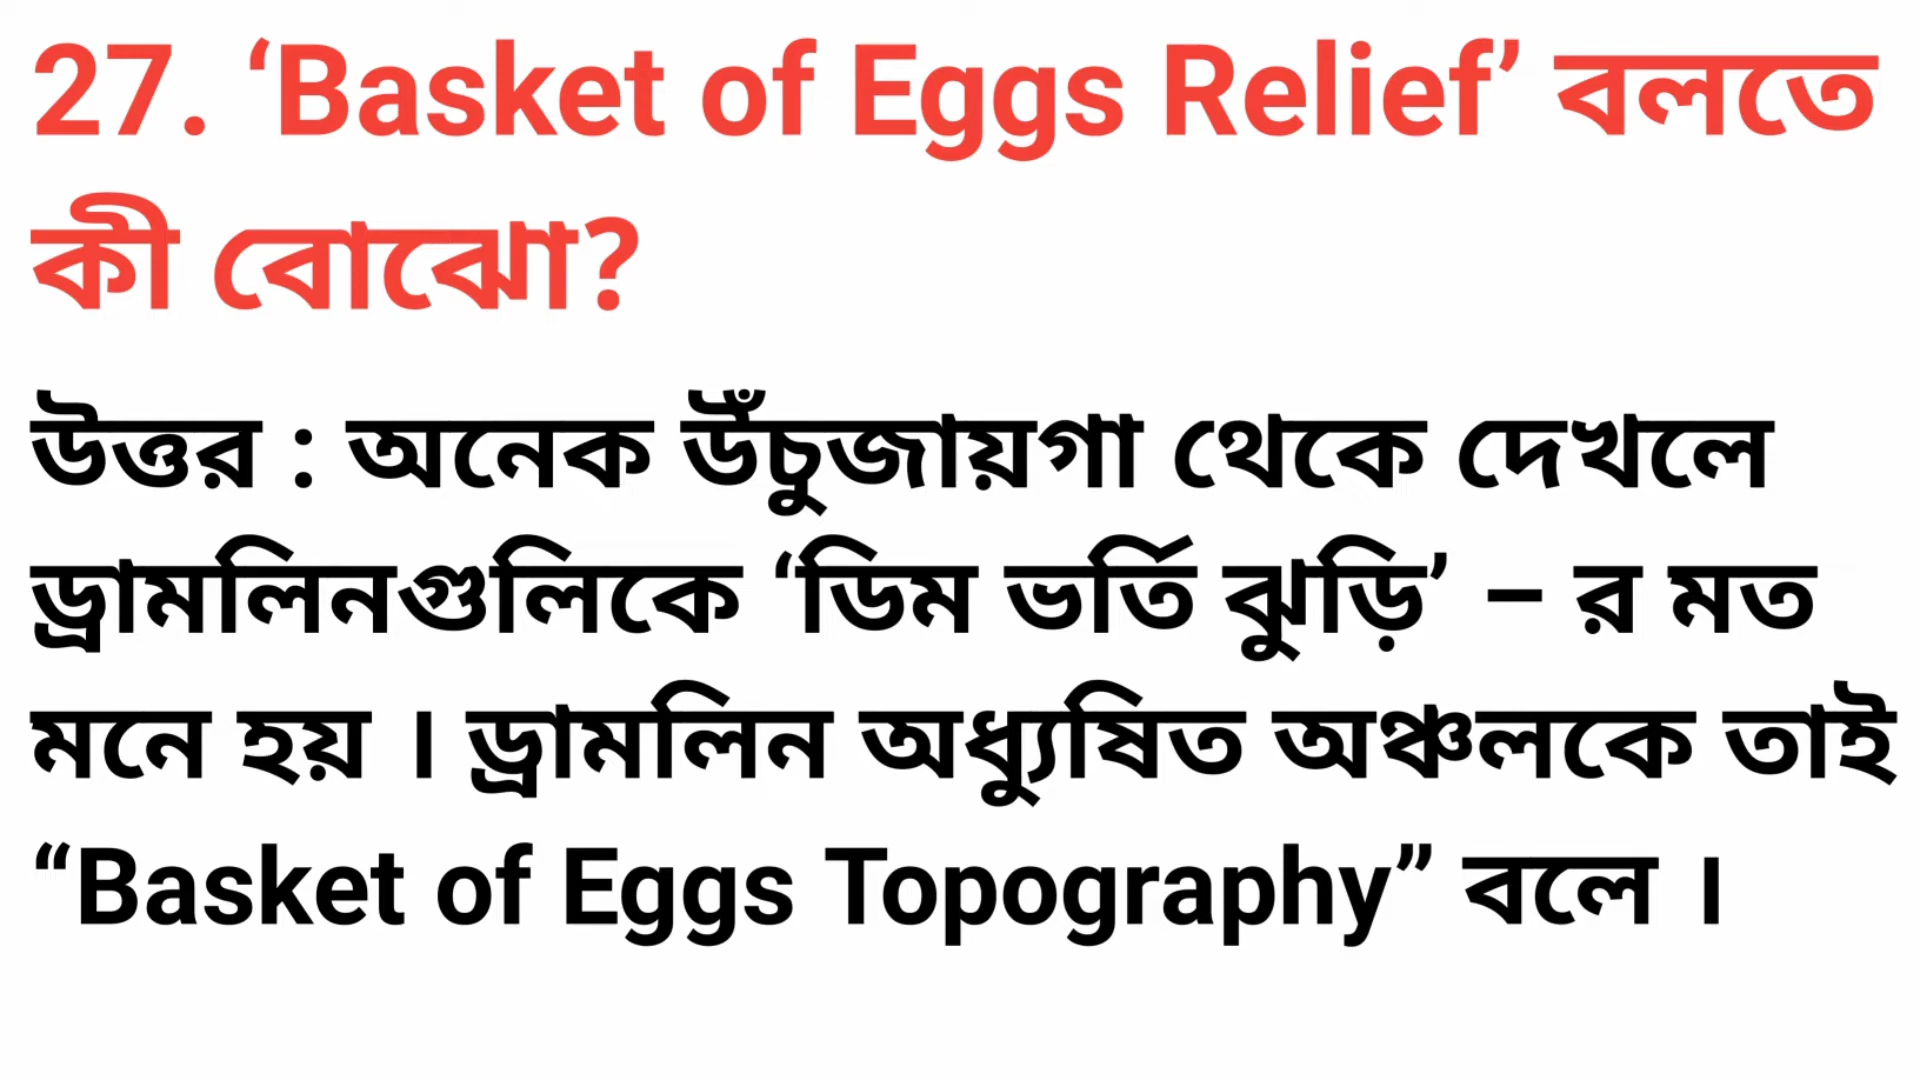 27. ‘Basket of Eggs Relief’ বলতে
কী বোঝো?
উত্তর : অনেক উঁচুজায়গা থেকে দেখলে
ড্রামলিনগুলিকে ‘ডিম ভর্তি ঝুড়ি’ – র মত
মনে হয় । ড্রামলিন অধ্যুষিত অঞ্চলকে তাই
“Basket of Eggs Topography” বলে ।